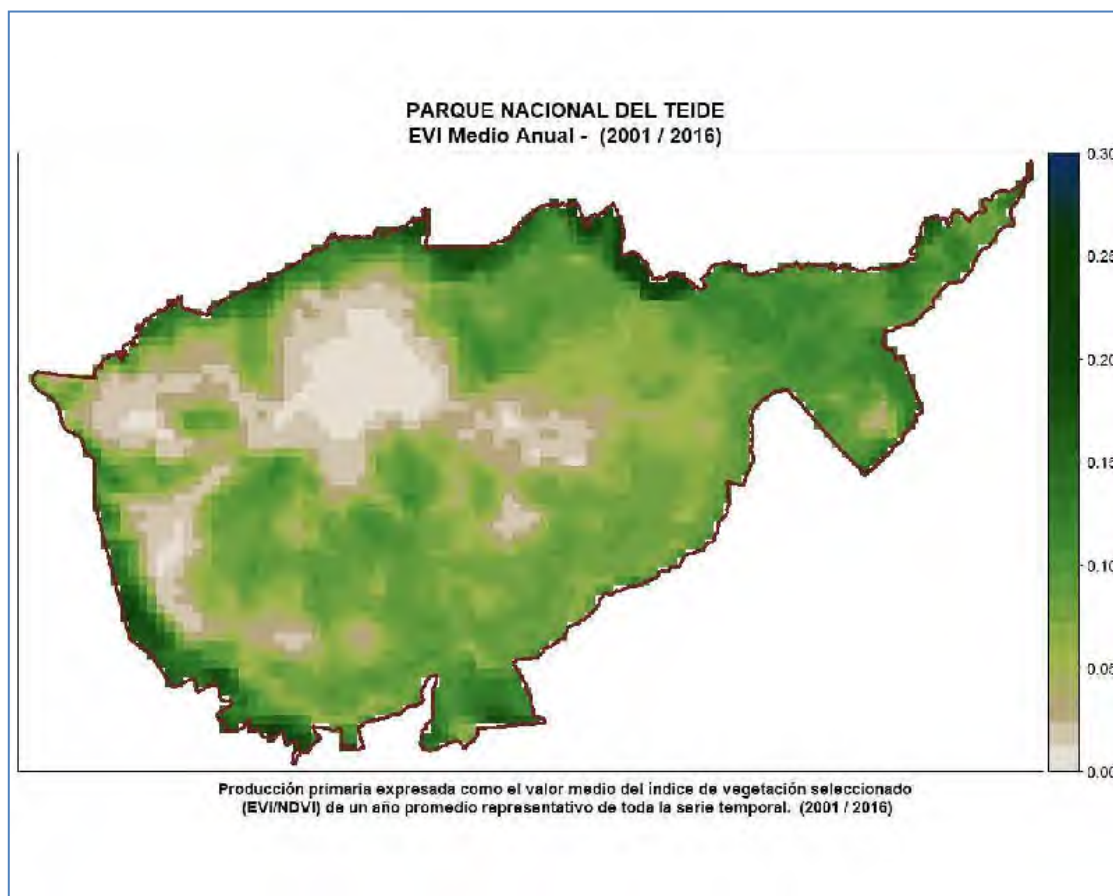 PARQUE NACIONAL DEL TEIDE
EVI Medio Anual - (2001 / 2016)
0.30
0.25
0.20
0.15
0.10
0.05
0.00
Producción primaria expresada como el valor medio del índice de vegetación seleccionado
(EVI/NDVI) de un año promedio representativo de toda la serie temporal. (2001 / 2016)